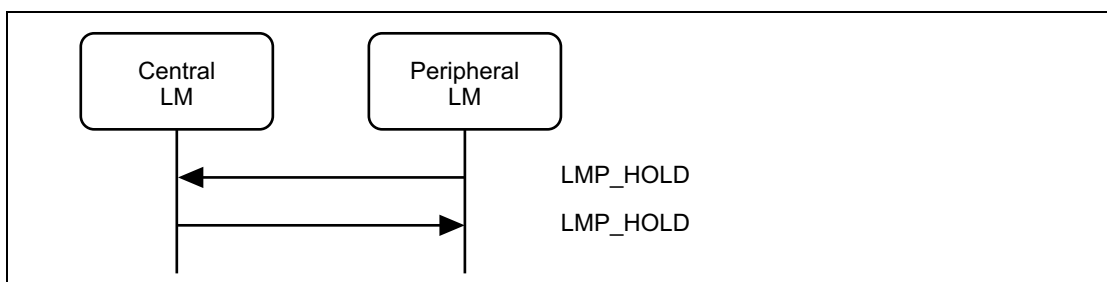 Central
LM
Peripheral
LM
LMP_HOLD
LMP_HOLD